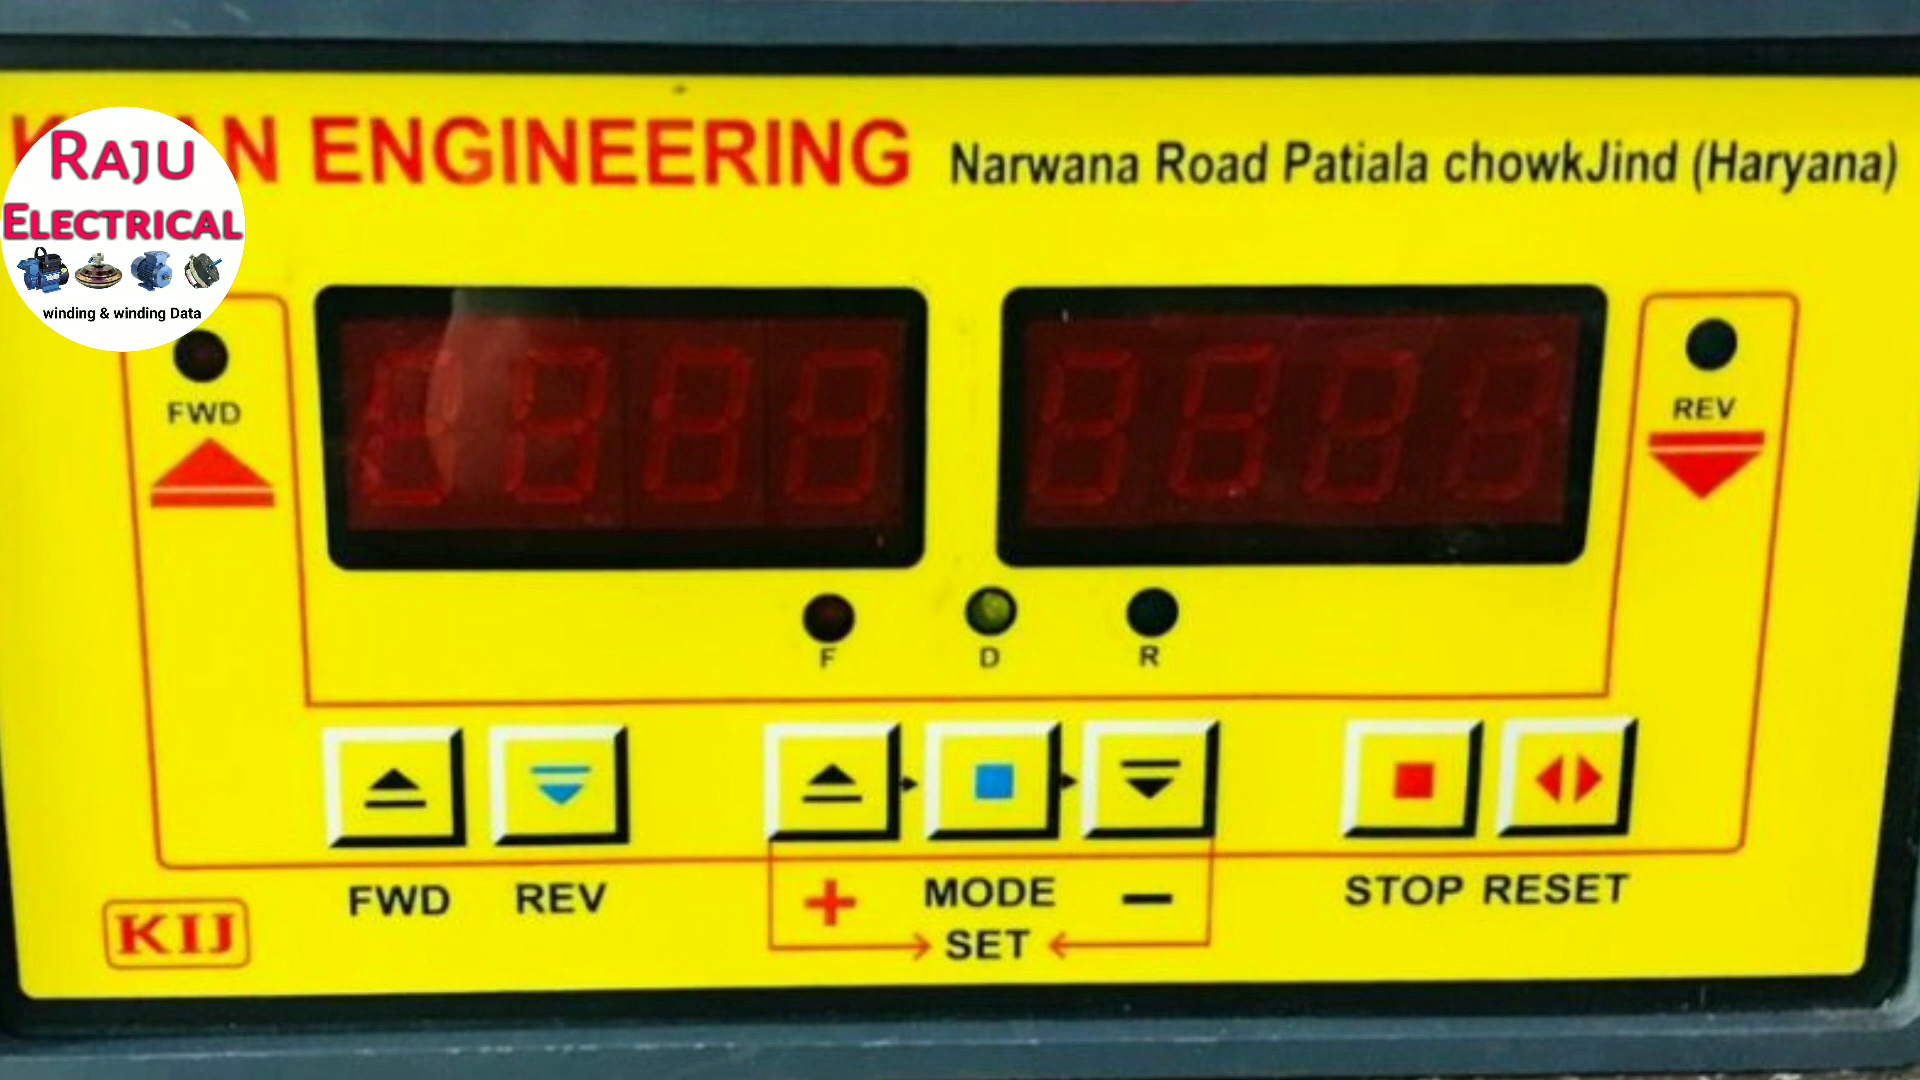 ENGINEERING Narwana Road Patiala chowkJind (Haryana)
RAJU
ELECTRICAL
winding & winding Data
FWD
REV
F D R
FWD REV + MODE − STOP RESET
SET
KIJ